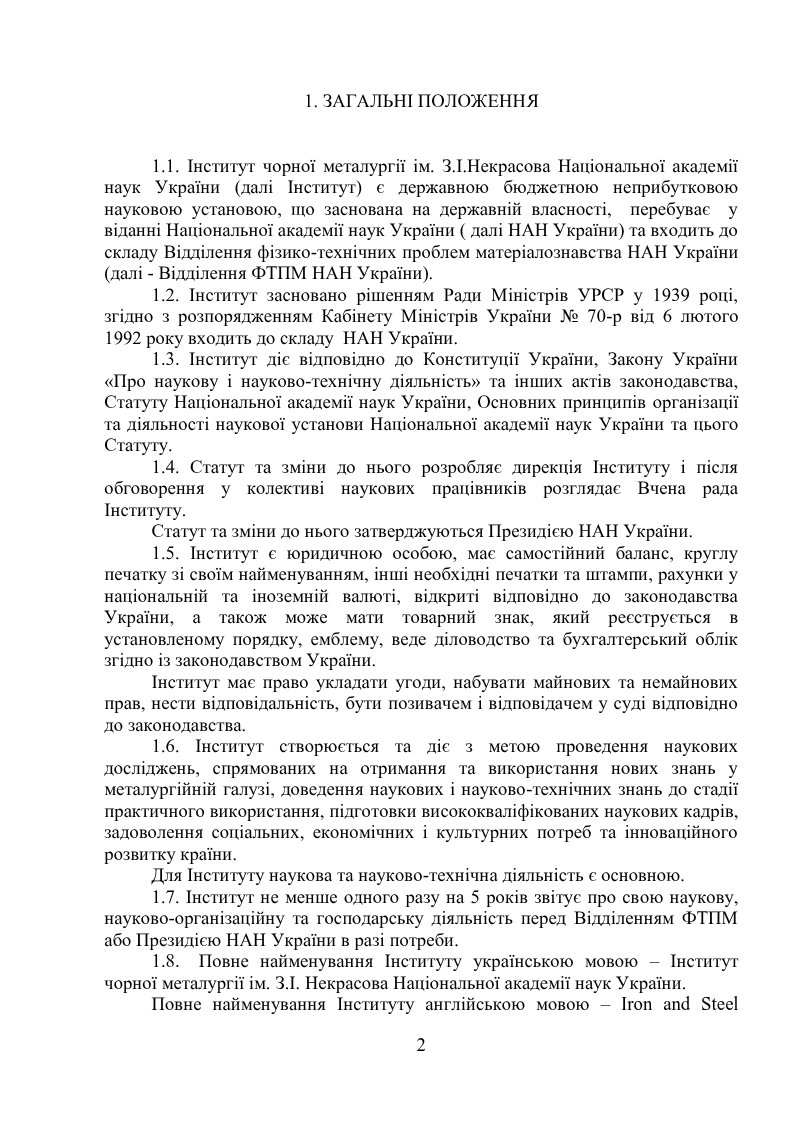 1. ЗАГАЛЬНІ ПОЛОЖЕННЯ
1.1. Інститут чорної металургії ім. З.І.Некрасова Національної академії
наук України (далі Інститут) є державною бюджетною неприбутковою
науковою установою, що заснована на державній власності, перебуває у
віданні Національної академії наук України ( далі НАН України) та входить до
складу Відділення фізико-технічних проблем матеріалознавства НАН України
(далі - Відділення ФТПМ НАН України).
1.2. Інститут засновано рішенням Ради Міністрів УРСР у 1939 році,
згідно з розпорядженням Кабінету Міністрів України № 70-р від 6 лютого
1992 року входить до складу НАН України.
1.3. Інститут діє відповідно до Конституції України, Закону України
«Про наукову і науково-технічну діяльність» та інших актів законодавства,
Статуту Національної академії наук України, Основних принципів організації
та діяльності наукової установи Національної академії наук України та цього
Статуту.
1.4. Статут та зміни до нього розробляє дирекція Інституту і після
обговорення у колективі наукових працівників розглядає Вчена рада
Інституту.
Статут та зміни до нього затверджуються Президією НАН України.
1.5. Інститут є юридичною особою, має самостійний баланс, круглу
печатку зі своїм найменуванням, інші необхідні печатки та штампи, рахунки у
національній та іноземній валюті, відкриті відповідно до законодавства
України, а також може мати товарний знак, який реєструється в
установленому порядку, емблему, веде діловодство та бухгалтерський облік
згідно із законодавством України.
Інститут має право укладати угоди, набувати майнових та немайнових
прав, нести відповідальність, бути позивачем і відповідачем у суді відповідно
до законодавства.
1.6. Інститут створюється та діє з метою проведення наукових
досліджень, спрямованих на отримання та використання нових знань у
металургійній галузі, доведення наукових і науково-технічних знань до стадії
практичного використання, підготовки висококваліфікованих наукових кадрів,
задоволення соціальних, економічних і культурних потреб та інноваційного
розвитку країни.
Для Інституту наукова та науково-технічна діяльність є основною.
1.7. Інститут не менше одного разу на 5 років звітує про свою наукову,
науково-організаційну та господарську діяльність перед Відділенням ФТПМ
або Президією НАН України в разі потреби.
1.8. Повне найменування Інституту українською мовою – Інститут
чорної металургії ім. З.І. Некрасова Національної академії наук України.
Повне найменування Інституту англійською мовою – Iron and Steel
2